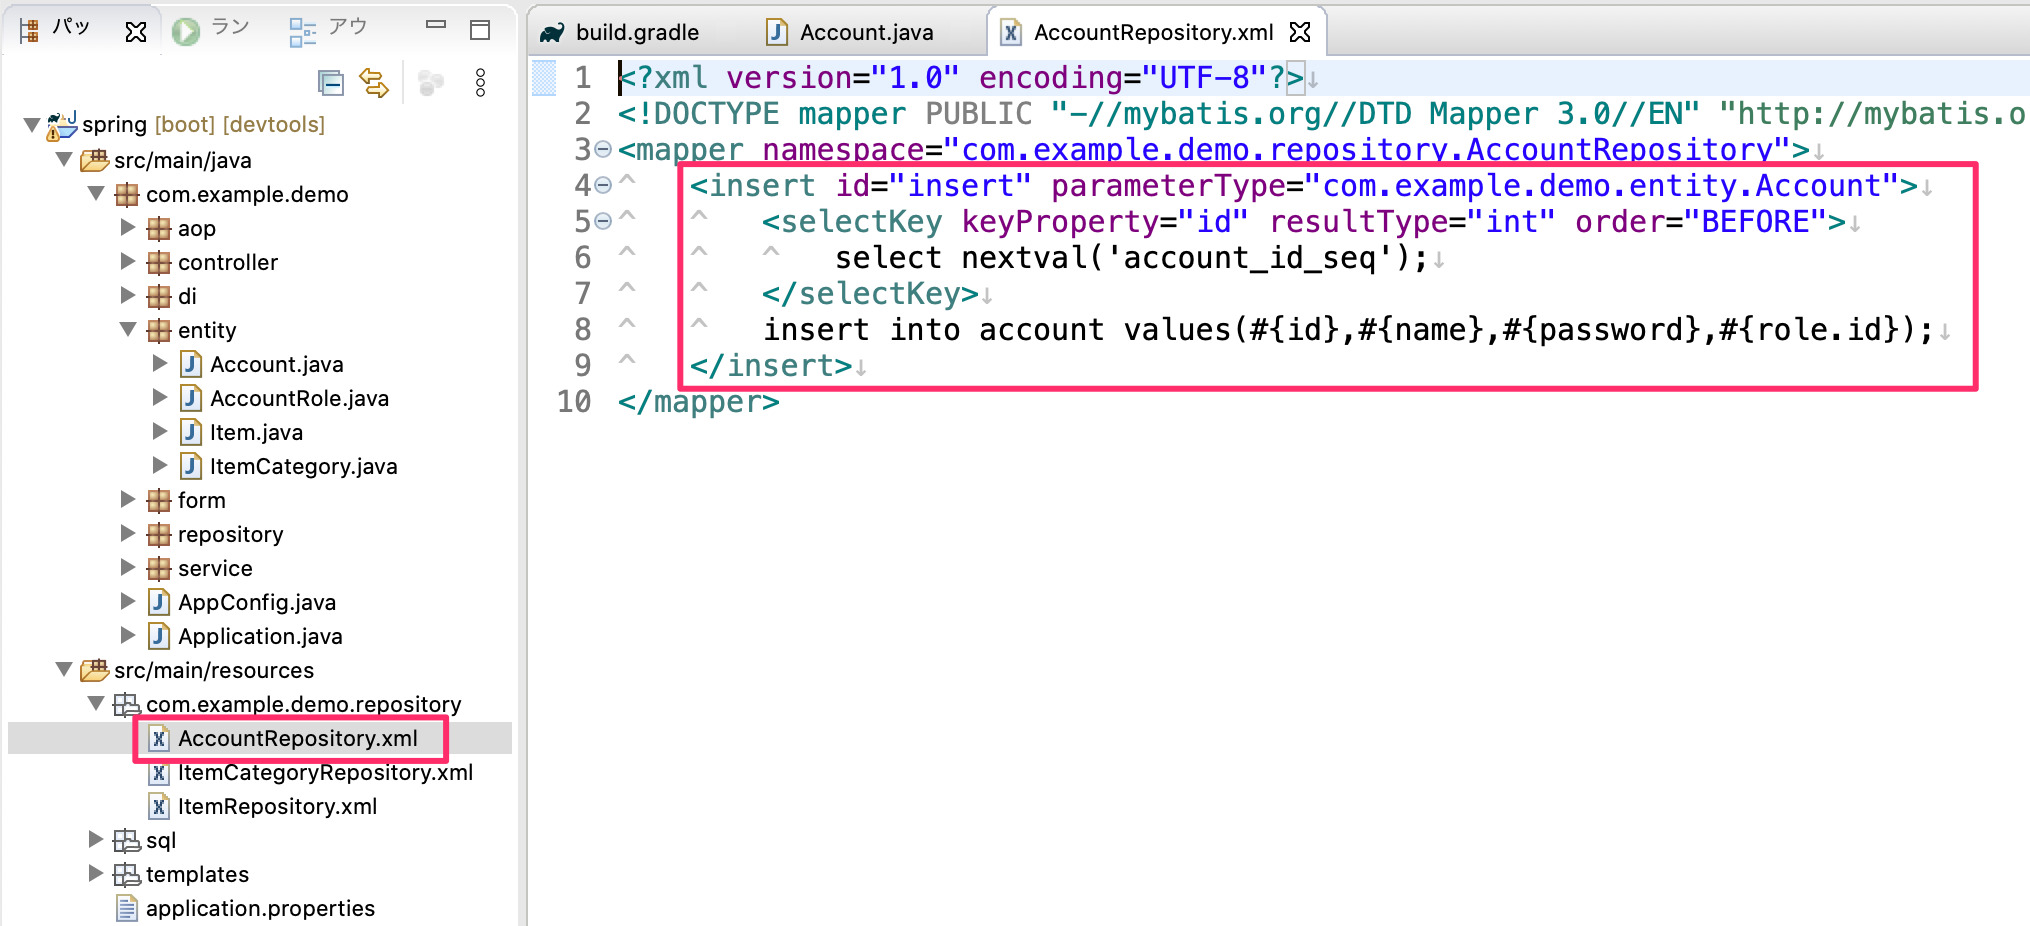 パッ ラン アウ
spring [boot] [devtools]
src/main/java
com.example.demo
aop
controller
di
entity
Account.java
AccountRole.java
Item.java
ItemCategory.java
form
repository
service
AppConfig.java
Application.java
src/main/resources
com.example.demo.repository
AccountRepository.xml
ItemCategoryRepository.xml
ItemRepository.xml
sql
templates
application.properties
build.gradle Account.java AccountRepository.xml
1 <?xml version="1.0" encoding="UTF-8"?>↓
2 <!DOCTYPE mapper PUBLIC "-//mybatis.org//DTD Mapper 3.0//EN" "http://mybatis.o
3 <mapper namespace="com.example.demo.repository.AccountRepository">↓
4 ^ <insert id="insert" parameterType="com.example.demo.entity.Account">↓
5 ^ ^ <selectKey keyProperty="id" resultType="int" order="BEFORE">↓
6 ^ ^ ^ select nextval('account_id_seq');↓
7 ^ ^ </selectKey>↓
8 ^ ^ insert into account values(#{id},#{name},#{password},#{role.id});↓
9 ^ </insert>↓
10 </mapper>